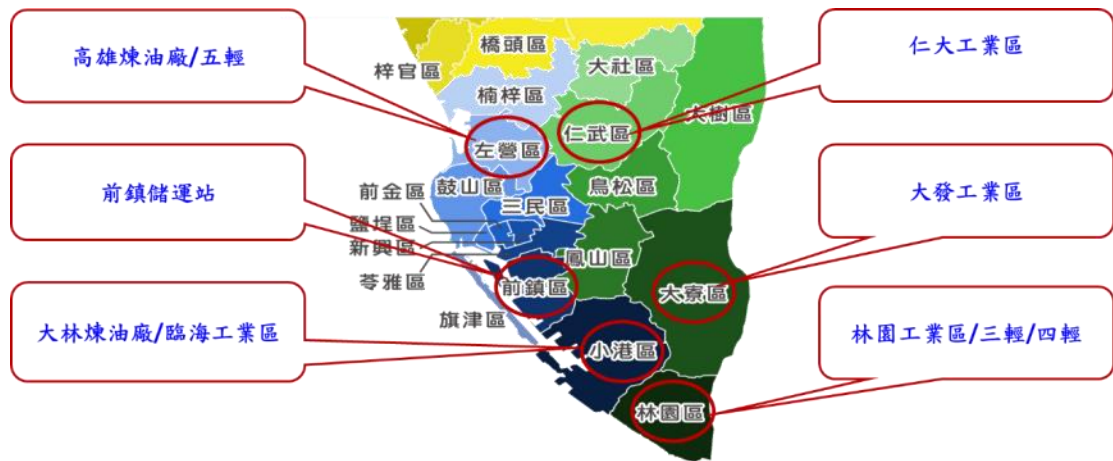 高雄煉油廠/五輕
前鎮儲運站
大林煉油廠/臨海工業區
仁大工業區
大發工業區
林園工業區/三輕/四輕
橋頭區
梓官區
大社區
楠梓區
大樹區
仁武區
左營區
鼓山區
鳥松區
前金區
三民區
鹽埕區
新興區
鳳山區
苓雅區
前鎮區
大寮區
旗津區
小港區
林園區